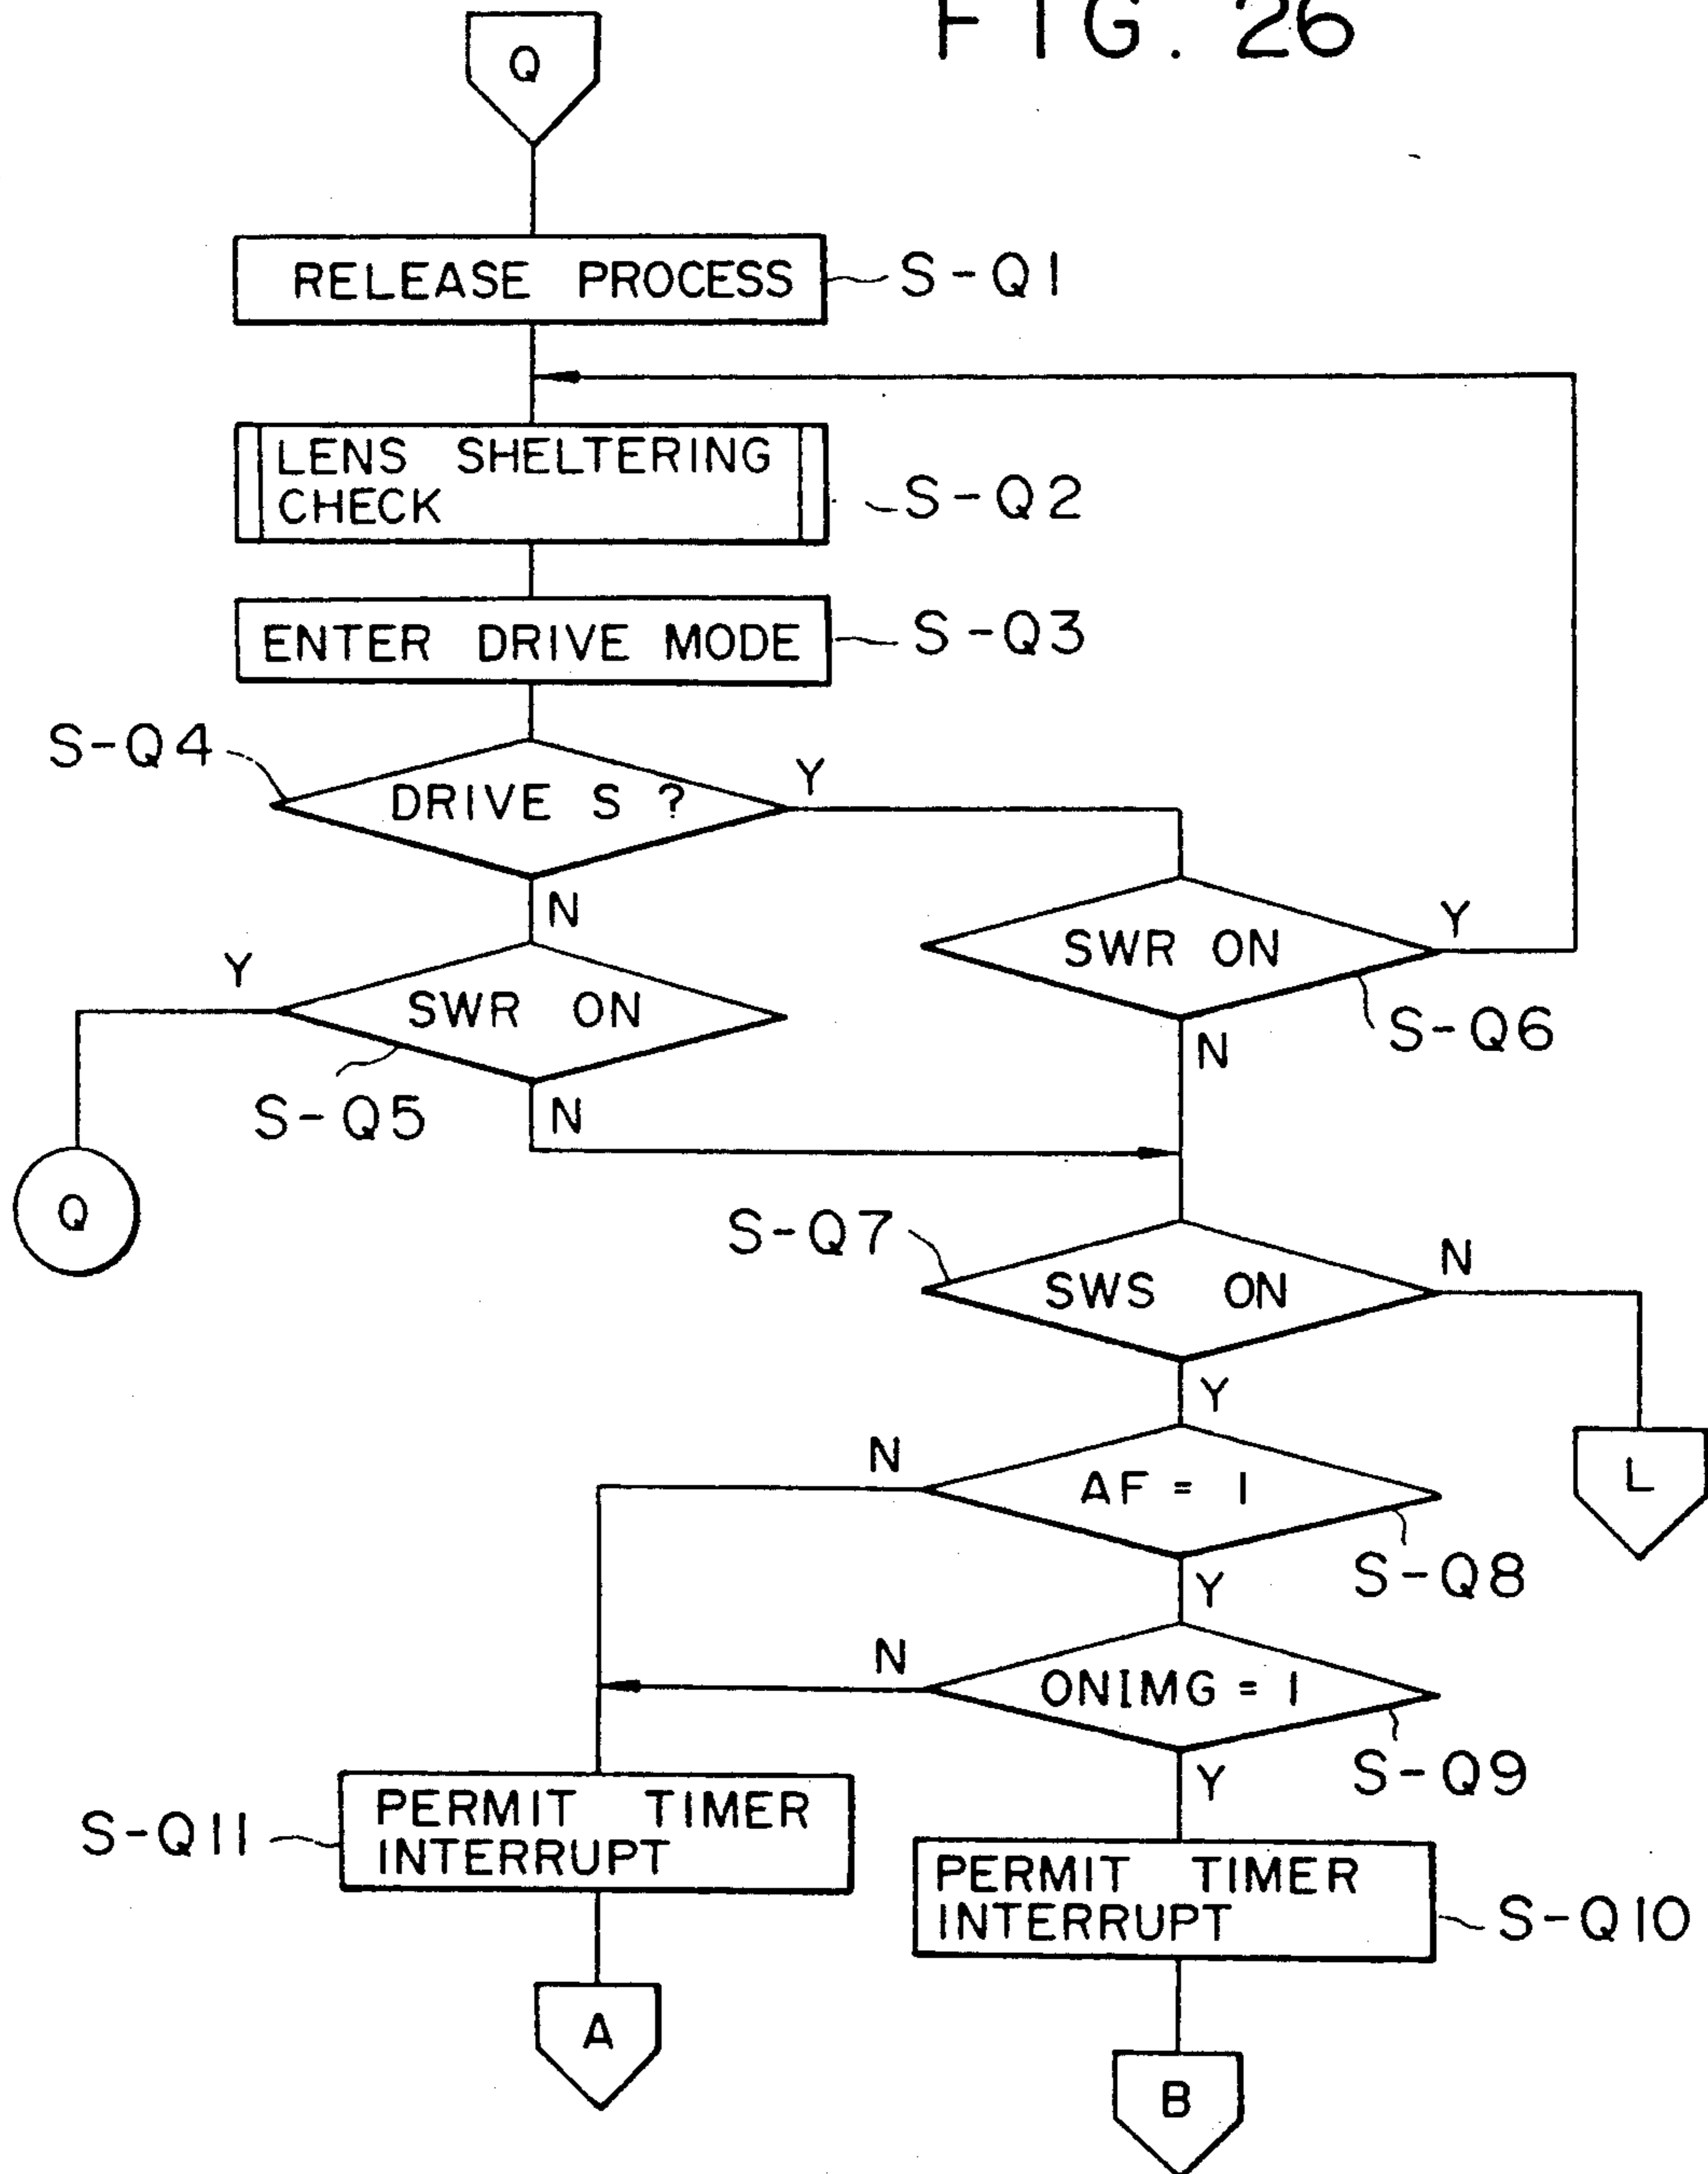 FIG. 26
Q
RELEASE PROCESS
S-Q1
LENS SHELTERING
CHECK
S-Q2
ENTER DRIVE MODE
S-Q3
S-Q4
DRIVE S ?
Y
N
SWR ON
Y
S-Q6
N
Y
SWR ON
S-Q5
N
Q
S-Q7
SWS ON
N
L
Y
AF = 1
N
S-Q8
Y
ONIMG = 1
N
S-Q9
Y
S-Q11
PERMIT TIMER
INTERRUPT
PERMIT TIMER
INTERRUPT
S-Q10
A
B